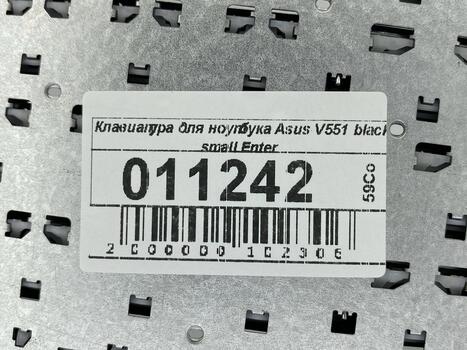 Клавиатура для ноутбука Asus V551 black
small Enter
011242
59Co
2 000000 102306